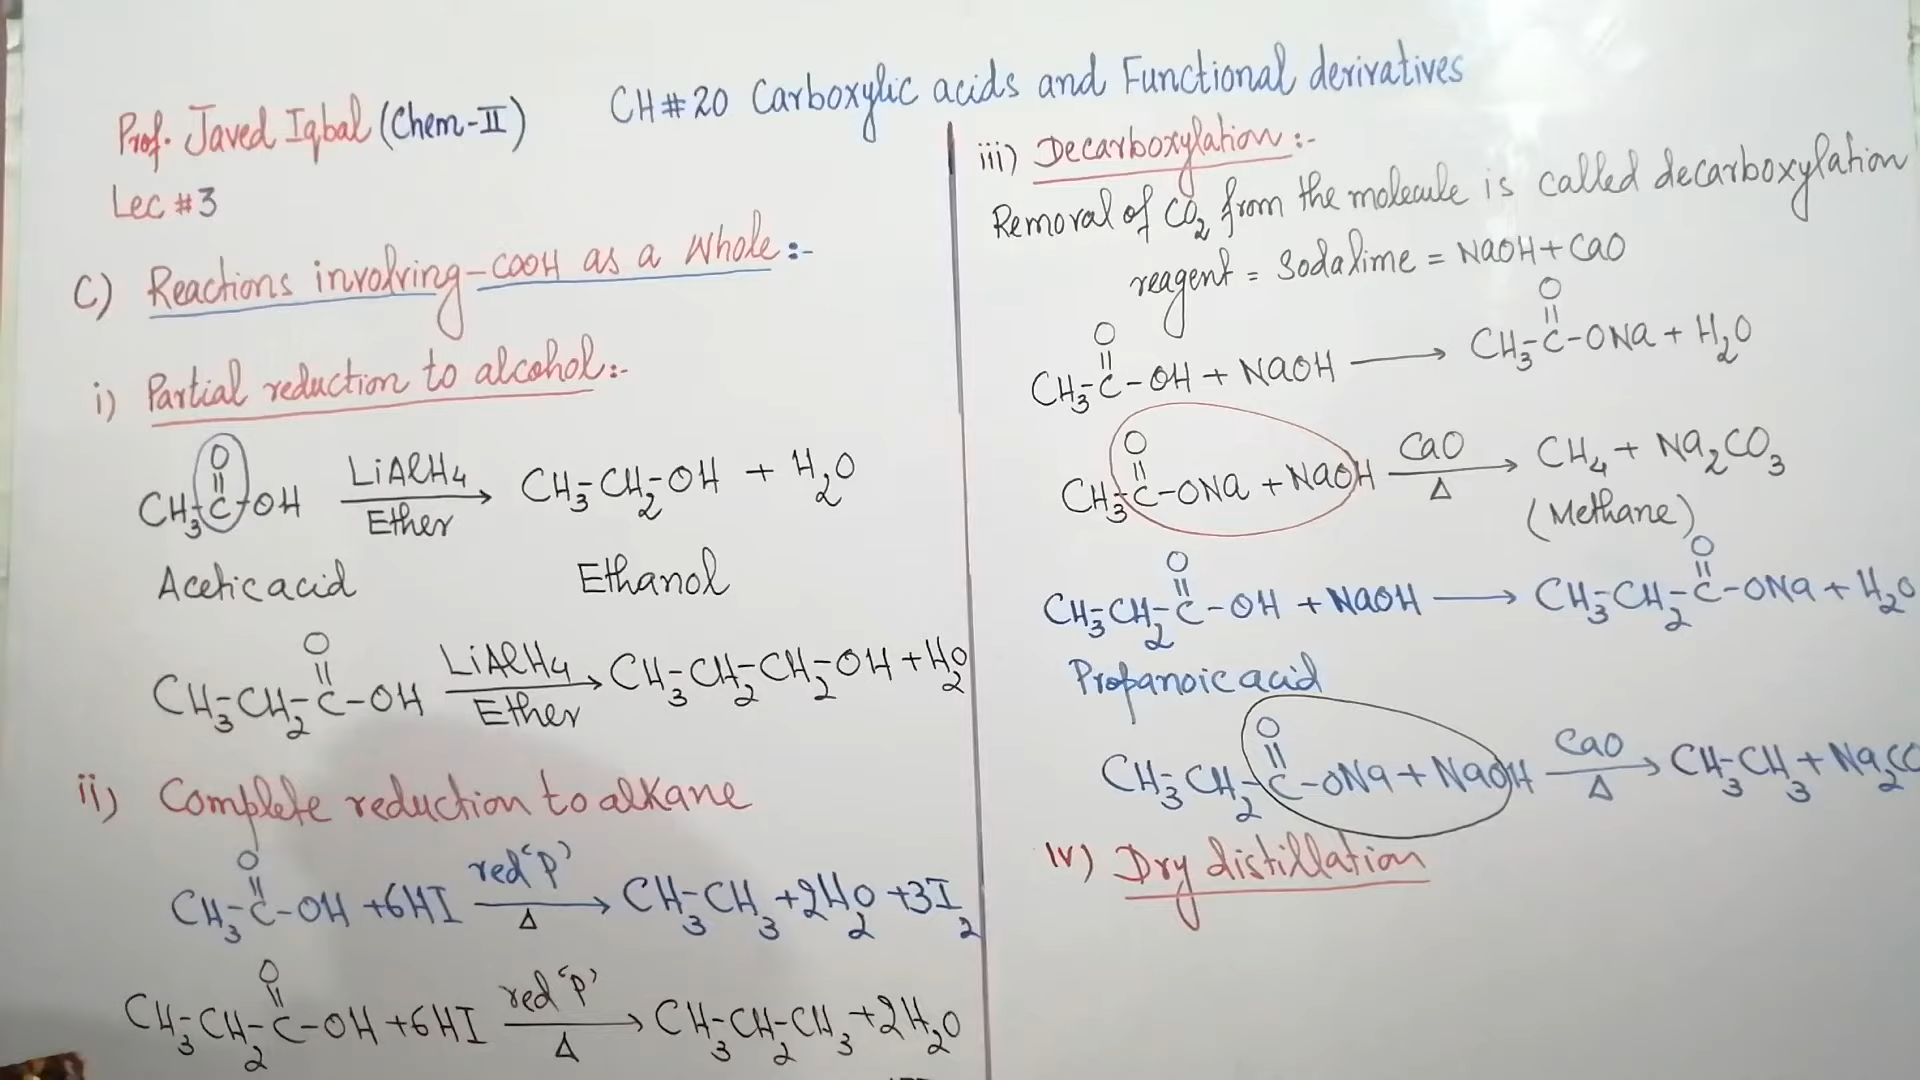 CH#20 Carboxylic acids and Functional derivatives
Prof. Javed Iqbal (Chem-II)
Lec #3
C) Reactions involving -COOH as a whole :-
i) Partial reduction to alcohol:-
O
||
CH3-C-OH LiAlH4 Ether → CH3-CH2-OH + H2O
Acetic acid Ethanol
O
||
CH3-CH2-C-OH LiAlH4 Ether → CH3-CH2-CH2-OH + H2O
ii) Complete reduction to alkane
O
||
CH3-C-OH + 6HI red 'P' Δ → CH3-CH3 + 2H2O + 3I2
O
||
CH3-CH2-C-OH + 6HI red 'P' Δ → CH3-CH2-CH3 + 2H2O
iii) Decarboxylation :-
Removal of CO2 from the molecule is called decarboxylation
reagent = Sodalime = NaOH + CaO
O O
|| ||
CH3-C-OH + NaOH → CH3-C-ONa + H2O
O
||
CH3-C-ONa + NaOH CaO Δ → CH4 + Na2CO3
(Methane)
O O
|| ||
CH3-CH2-C-OH + NaOH → CH3-CH2-C-ONa + H2O
Propanoic acid
O
||
CH3-CH2-C-ONa + NaOH CaO Δ → CH3-CH3 + Na2CO
iv) Dry distillation